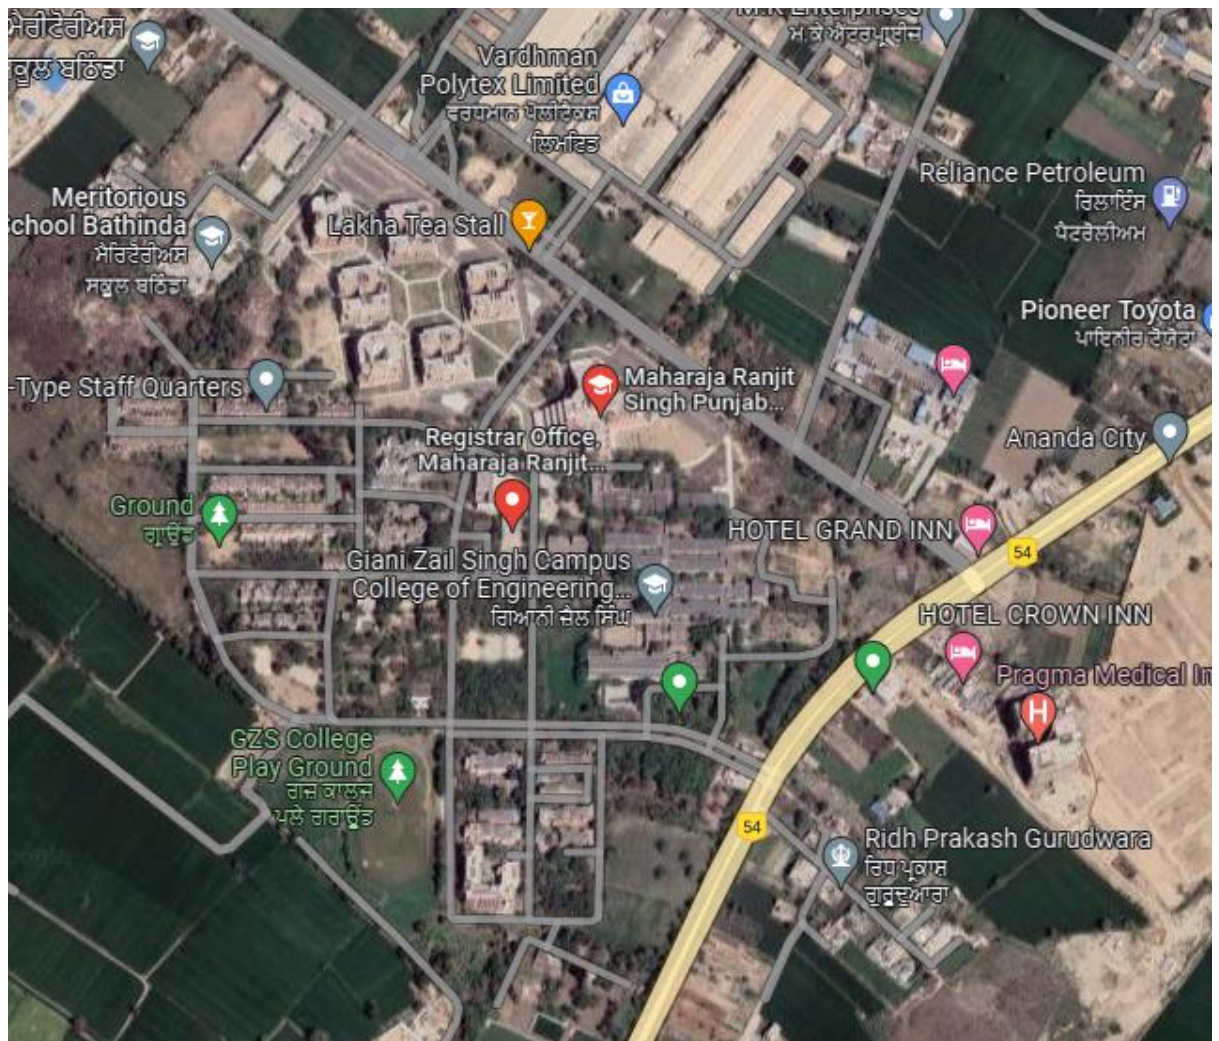 ਮੈਰੀਟੋਰੀਅਸ
ਸਕੂਲ ਬਠਿੰਡਾ
M.K Enterprises
ਮ ਕੇ ਐਂਟਰਪ੍ਰਾਈਜ਼
Vardhman
Polytex Limited
ਵਰਧਮਾਨ ਪੋਲੀਟੈਕਸ
ਲਿਮਟਿਡ
Reliance Petroleum
ਰਿਲਾਇੰਸ
ਪੈਟਰੋਲੀਅਮ
Meritorious
School Bathinda
ਮੈਰਿਟੋਰੀਅਸ
ਸਕੂਲ ਬਠਿੰਡਾ
Lakha Tea Stall
Pioneer Toyota
ਪਾਇਨੀਰ ਟੋਯੋਟਾ
-Type Staff Quarters
Maharaja Ranjit
Singh Punjab...
Registrar Office,
Maharaja Ranjit...
Ananda City
Ground
ਗ੍ਰਾਊਂਡ
HOTEL GRAND INN
54
Giani Zail Singh Campus
College of Engineering...
ਗਿਆਨੀ ਜ਼ੈਲ ਸਿੰਘ
HOTEL CROWN INN
Pragma Medical In
GZS College
Play Ground
ਗਜ਼ ਕਾਲਜ
ਪਲੇ ਗਰਾਊਂਡ
54
Ridh Prakash Gurudwara
ਰਿਧ ਪ੍ਰਕਾਸ਼
ਗੁਰੂਦੁਆਰਾ
H